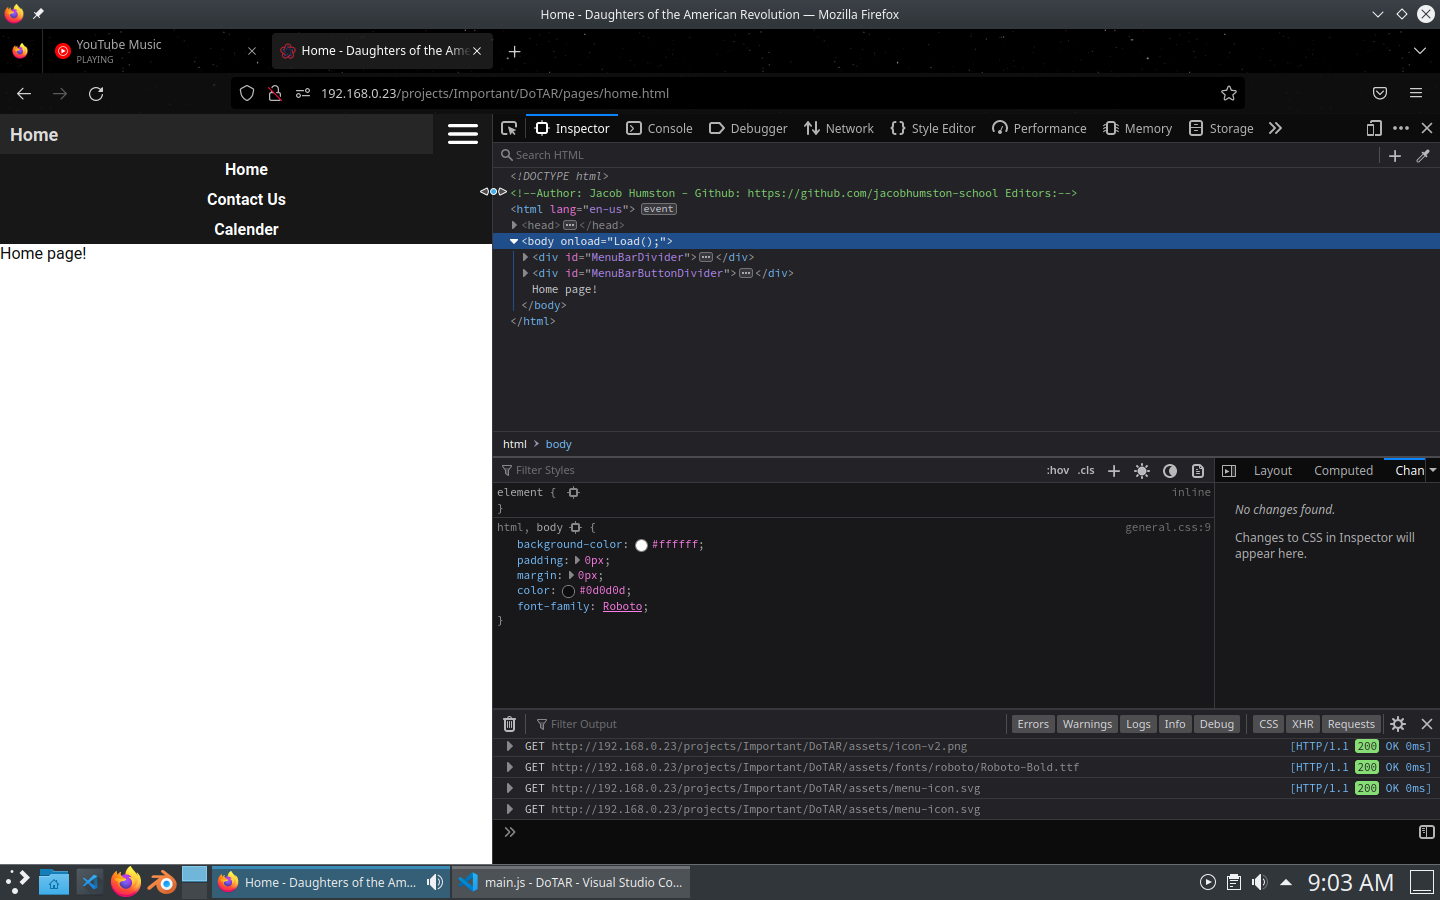 Home - Daughters of the American Revolution — Mozilla Firefox
YouTube Music
PLAYING
Home - Daughters of the Ame
192.168.0.23/projects/Important/DoTAR/pages/home.html
Home
Home
Contact Us
Calender
Home page!
Inspector
Console
Debugger
Network
Style Editor
Performance
Memory
Storage
Search HTML
<!DOCTYPE html>
<!--Author: Jacob Humston - Github: https://github.com/jacobhumston-school Editors:-->
<html lang="en-us"> event
<head></head>
<body onload="Load();">
<div id="MenuBarDivider"></div>
<div id="MenuBarButtonDivider"></div>
Home page!
</body>
</html>
html > body
Filter Styles
:hov .cls
Layout Computed Chan
element { inline
}
html, body { general.css:9
background-color: #ffffff;
padding: 0px;
margin: 0px;
color: #0d0d0d;
font-family: Roboto;
}
No changes found.
Changes to CSS in Inspector will
appear here.
Filter Output
Errors Warnings Logs Info Debug CSS XHR Requests
GET http://192.168.0.23/projects/Important/DoTAR/assets/icon-v2.png [HTTP/1.1 200 OK 0ms]
GET http://192.168.0.23/projects/Important/DoTAR/assets/fonts/roboto/Roboto-Bold.ttf [HTTP/1.1 200 OK 0ms]
GET http://192.168.0.23/projects/Important/DoTAR/assets/menu-icon.svg [HTTP/1.1 200 OK 0ms]
GET http://192.168.0.23/projects/Important/DoTAR/assets/menu-icon.svg
Home - Daughters of the Am...
main.js - DoTAR - Visual Studio Co...
9:03 AM